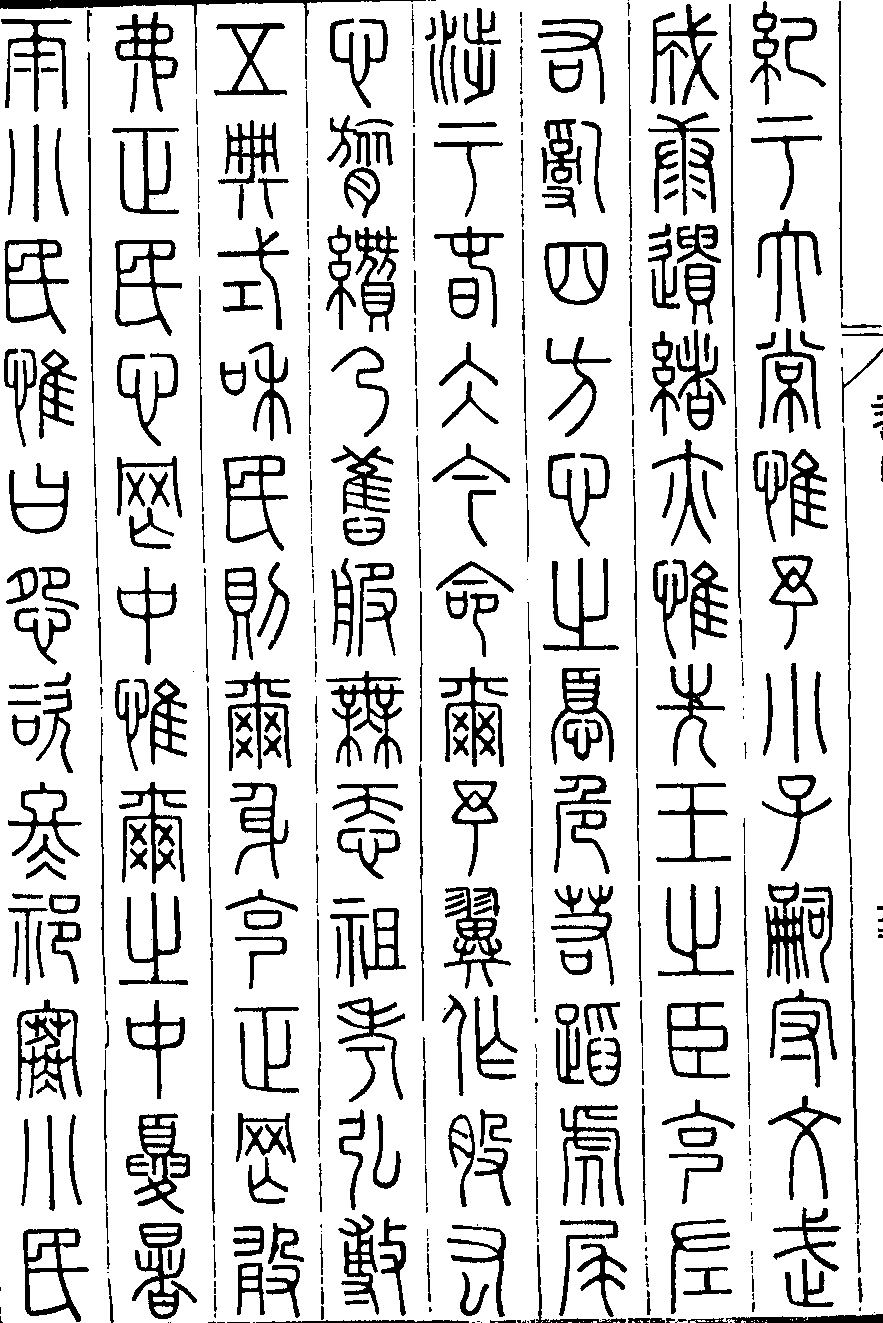 紀于大常惟予小子嗣守文武
成康遺緒亦惟先王之臣克左
右亂四方心之憂危若蹈虎尾
涉于春冰今命爾予翼作股肱
心膂纘乃舊服無忝祖考弘敷
五典式和民則爾身克正罔敢
弗正民心罔中惟爾之中夏暑
雨小民惟曰怨咨冬祁寒小民